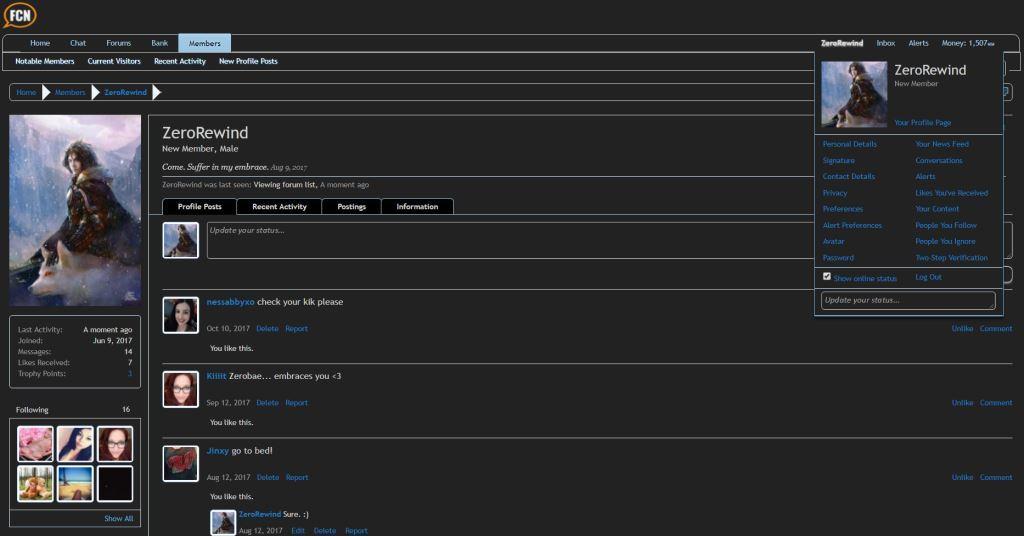 FCN
Home Chat Forums Bank Members
ZeroRewind Inbox Alerts Money: 1,507
Notable Members Current Visitors Recent Activity New Profile Posts
Home Members ZeroRewind
ZeroRewind
New Member, Male
Come. Suffer in my embrace. Aug 9, 2017
ZeroRewind was last seen: Viewing forum list, A moment ago
Profile Posts Recent Activity Postings Information
Update your status...
nessabbyxo check your kik please
Oct 10, 2017 Delete Report Unlike Comment
You like this.
Kiiiit Zerobae... embraces you <3
Sep 12, 2017 Delete Report Unlike Comment
You like this.
Jinxy go to bed!
Aug 12, 2017 Delete Report Unlike Comment
You like this.
ZeroRewind Sure. :)
Aug 12, 2017 Edit Delete Report
Last Activity: A moment ago
Joined: Jun 9, 2017
Messages: 14
Likes Received: 7
Trophy Points: 3
Following 16
Show All
ZeroRewind
New Member
Your Profile Page
Personal Details Your News Feed
Signature Conversations
Contact Details Alerts
Privacy Likes You've Received
Preferences Your Content
Alert Preferences People You Follow
Avatar People You Ignore
Password Two-Step Verification
Show online status Log Out
Update your status...